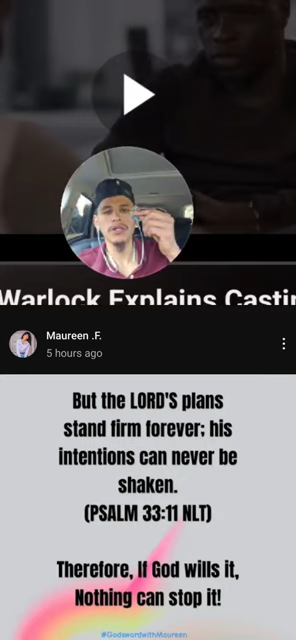 Warlock Explains Castin
Maureen .F.
5 hours ago
But the LORD'S plans
stand firm forever; his
intentions can never be
shaken.
(PSALM 33:11 NLT)
Therefore, If God wills it,
Nothing can stop it!
#GodswordwithMaureen